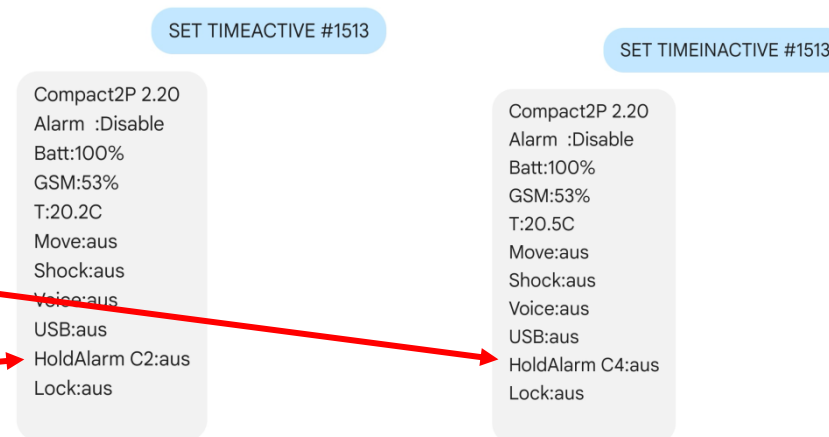 SET TIMEACTIVE #1513
Compact2P 2.20
Alarm  :Disable
Batt:100%
GSM:53%
T:20.2C
Move:aus
Shock:aus
Voice:aus
USB:aus
HoldAlarm C2:aus
Lock:aus
SET TIMEINACTIVE #1513
Compact2P 2.20
Alarm  :Disable
Batt:100%
GSM:53%
T:20.5C
Move:aus
Shock:aus
Voice:aus
USB:aus
HoldAlarm C4:aus
Lock:aus